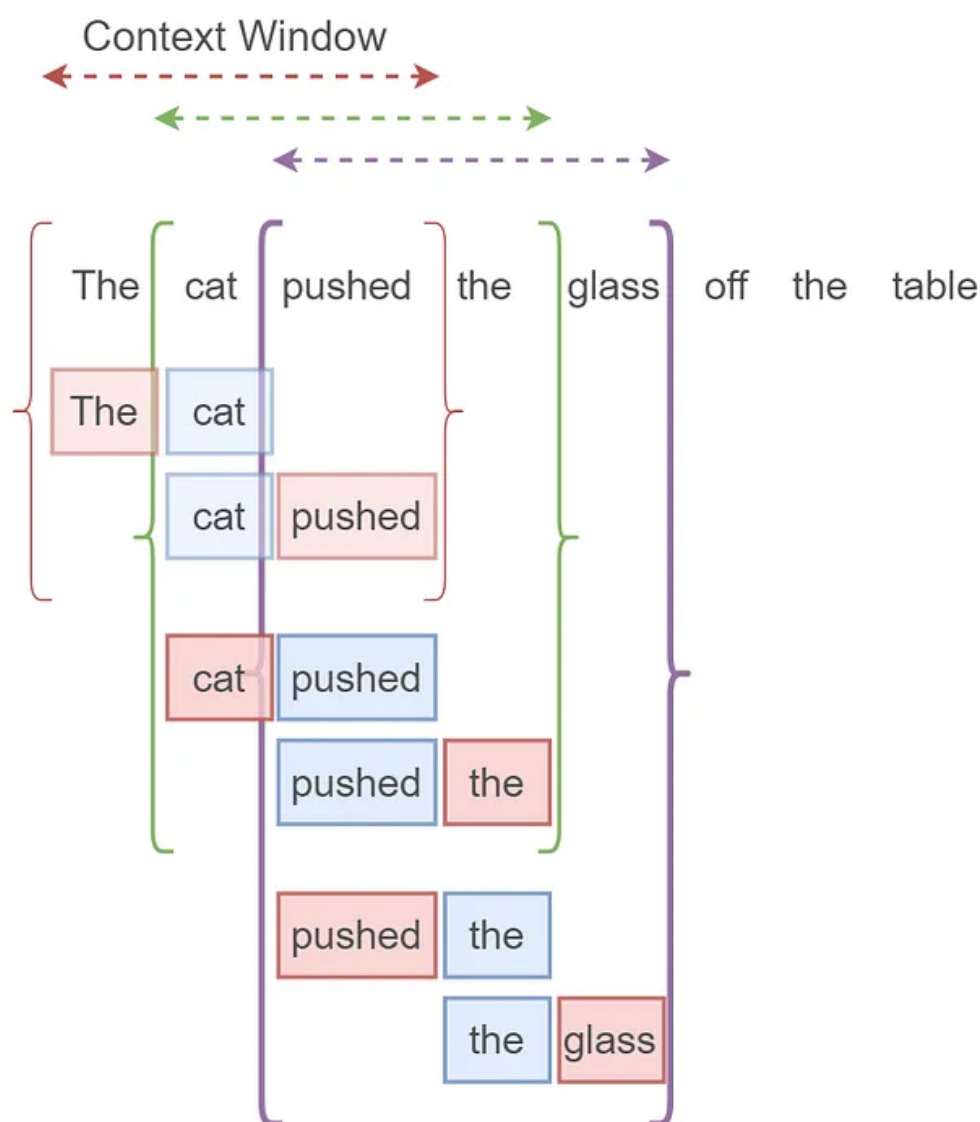 Context Window
The cat pushed the glass off the table
The cat
cat pushed
cat pushed
pushed the
pushed the
the glass